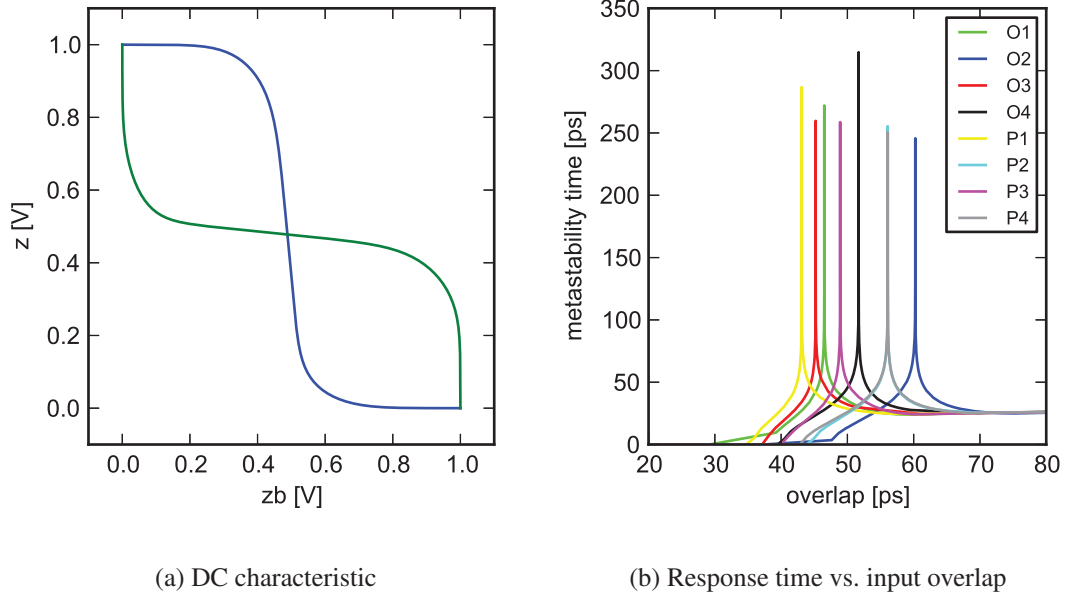 1.0
0.8
0.6
0.4
0.2
0.0
z [V]
0.0 0.2 0.4 0.6 0.8 1.0
zb [V]
(a) DC characteristic
350
300
250
200
150
100
50
0
metastability time [ps]
20 30 40 50 60 70 80
overlap [ps]
O1
O2
O3
O4
P1
P2
P3
P4
(b) Response time vs. input overlap